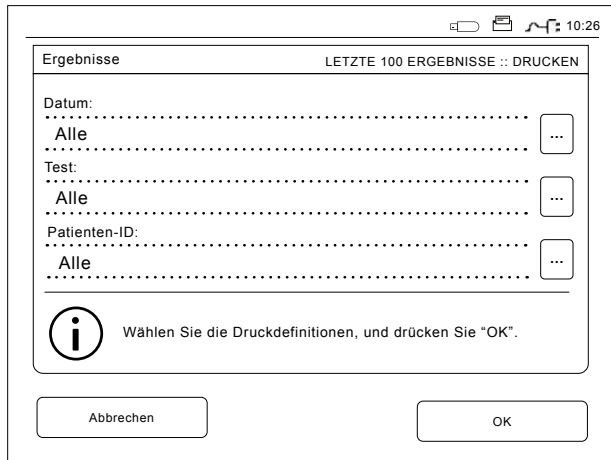 10:26
Ergebnisse LETZTE 100 ERGEBNISSE :: DRUCKEN
Datum:
Alle
...
Test:
Alle
...
Patienten-ID:
Alle
...
Wählen Sie die Druckdefinitionen, und drücken Sie “OK”.
Abbrechen OK